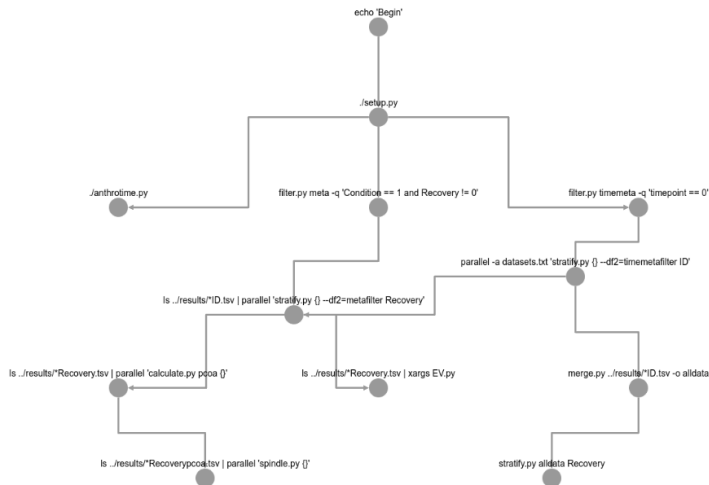 echo 'Begin'
./setup.py
./anthrotime.py
filter.py meta -q 'Condition == 1 and Recovery != 0'
filter.py timemeta -q 'timepoint == 0'
parallel -a datasets.txt 'stratify.py {} --df2=timemetafilter ID'
ls ../results/*ID.tsv | parallel 'stratify.py {} --df2=metafilter Recovery'
ls ../results/*Recovery.tsv | parallel 'calculate.py pcoa {}'
ls ../results/*Recovery.tsv | xargs EV.py
merge.py ../results/*ID.tsv -o alldata
ls ../results/*Recoverypcoa.tsv | parallel 'spindle.py {}'
stratify.py alldata Recovery